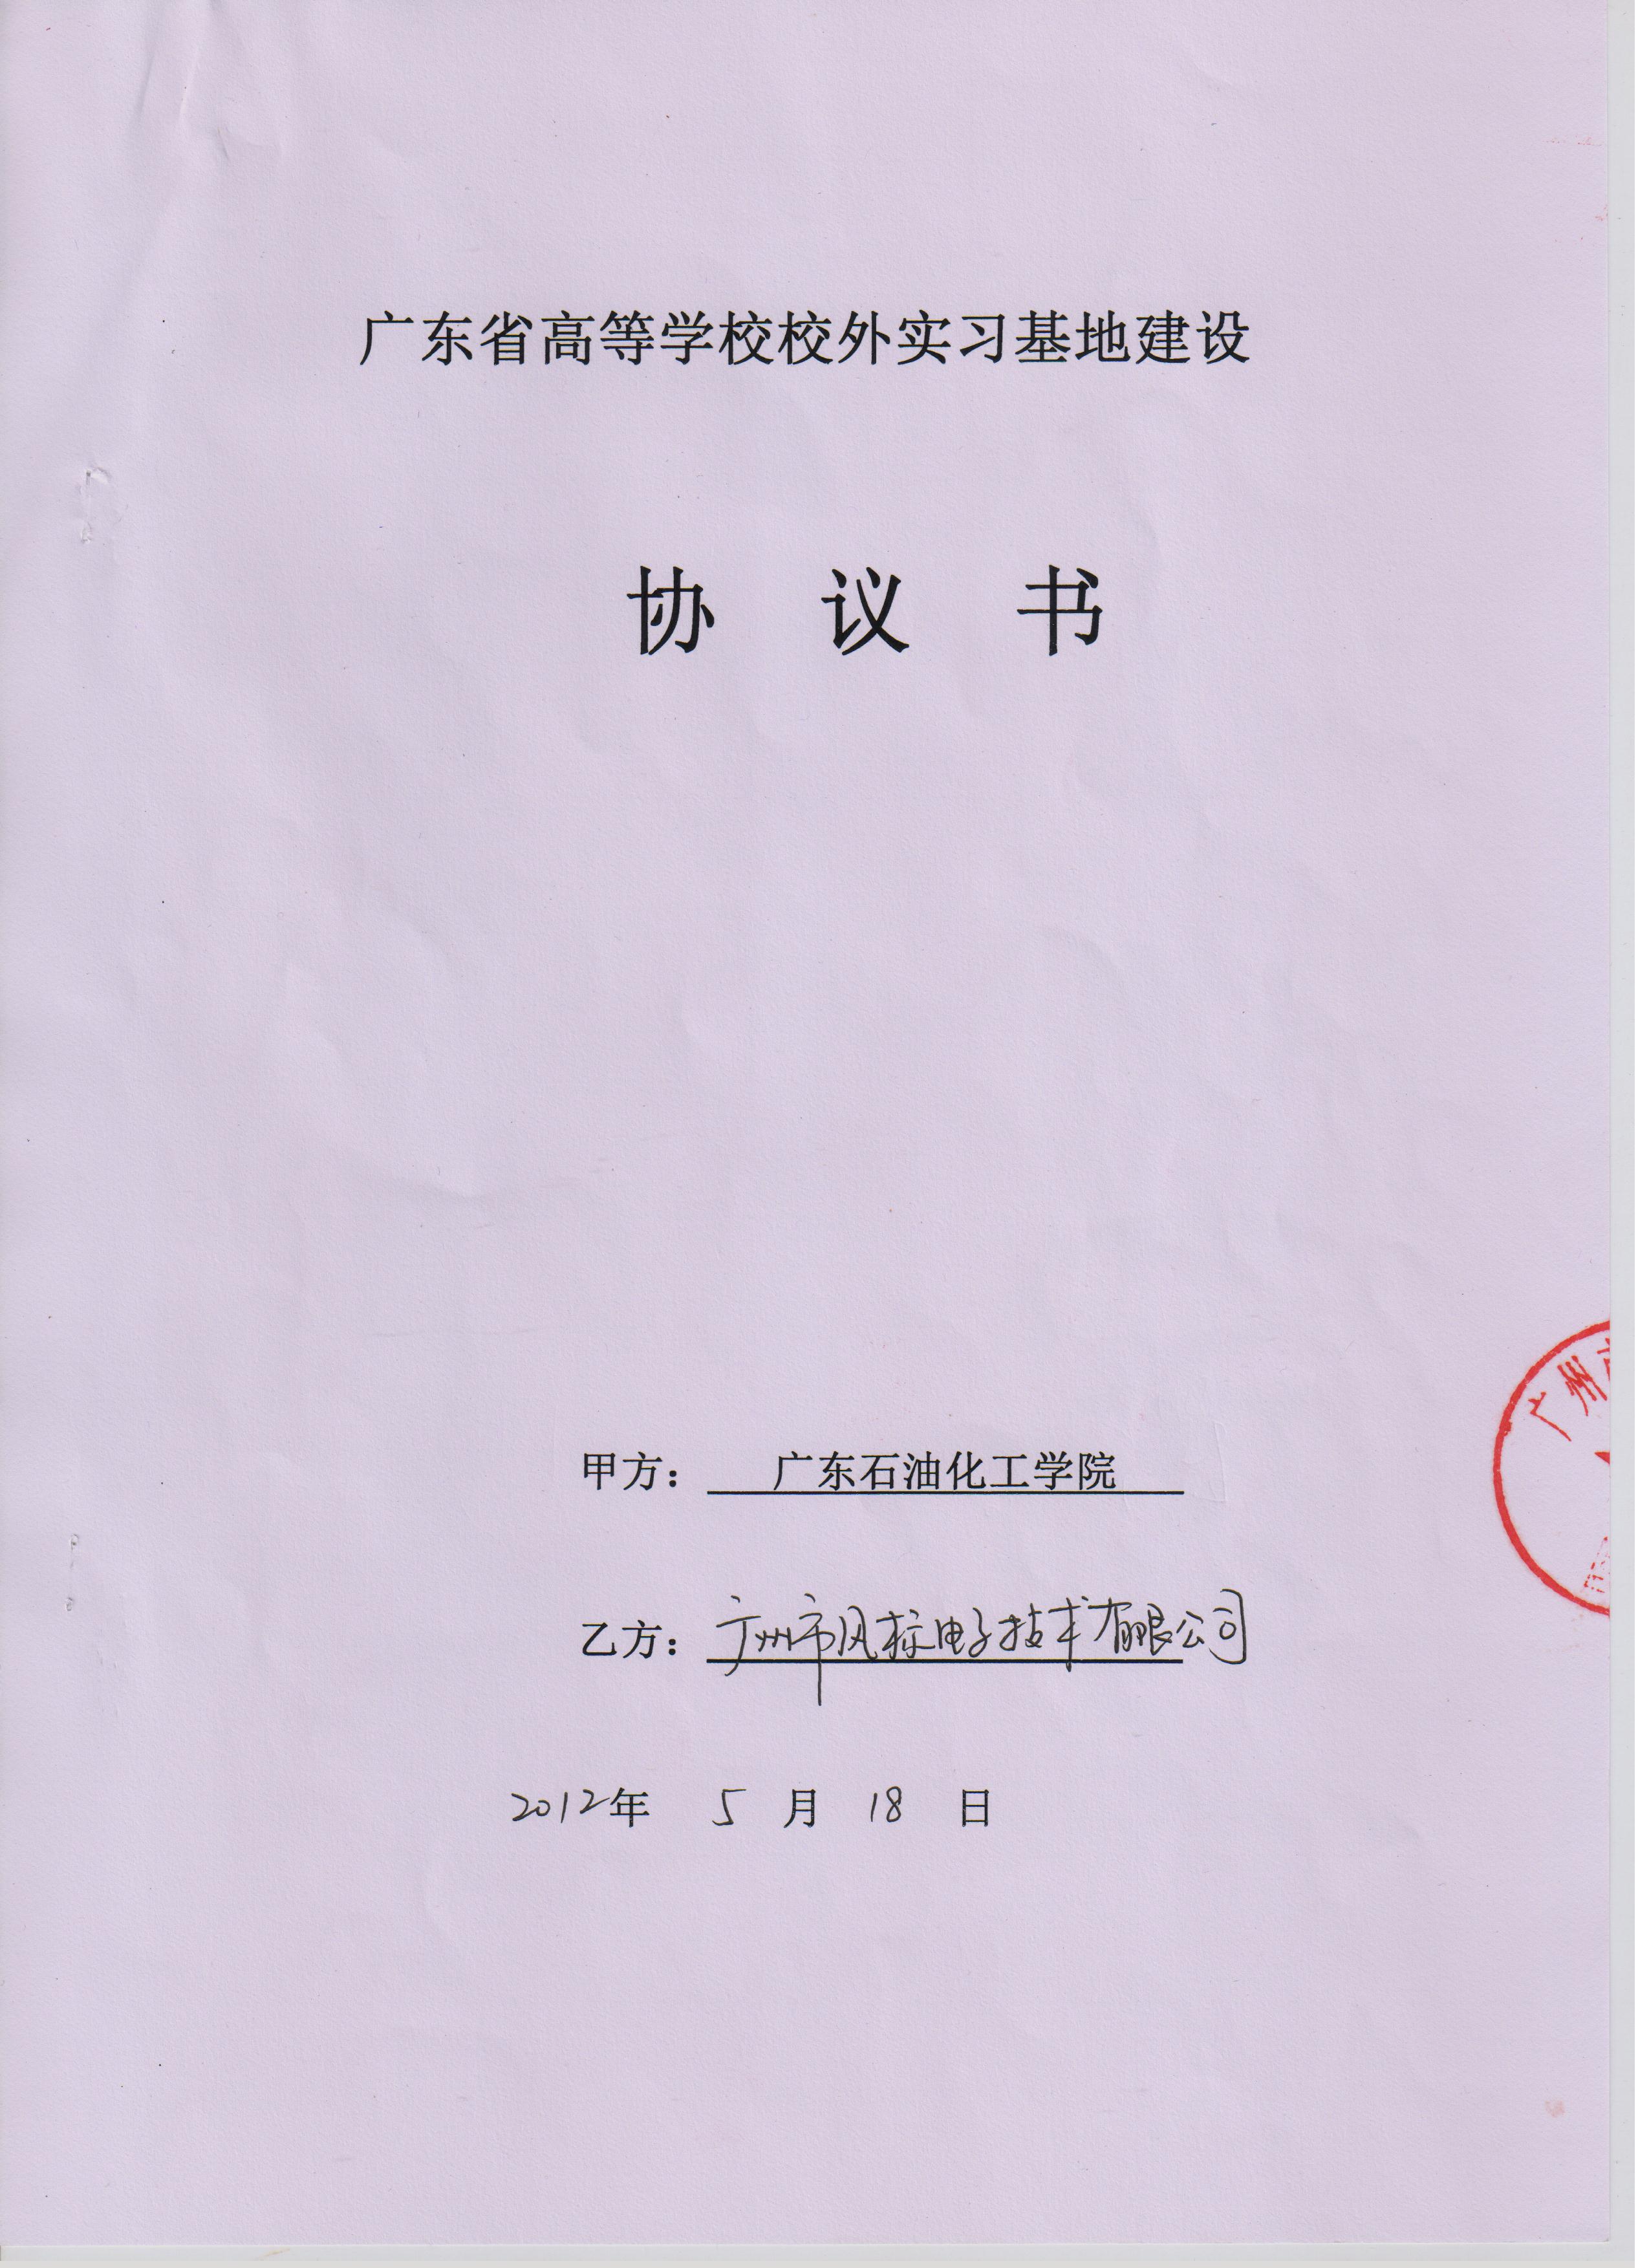 广东省高等学校校外实习基地建设
协 议 书
广州市
甲方： 广东石油化工学院
乙方：广州市风标电子技术有限公司
2012年 5 月 18 日